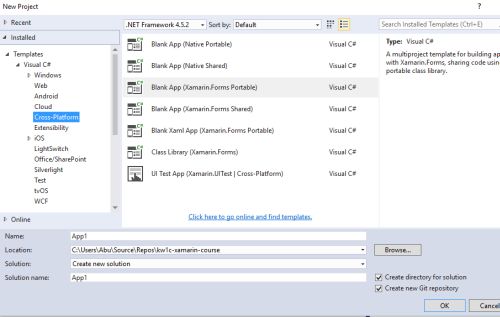 New Project
?
Recent
.NET Framework 4.5.2
Sort by:
Default
Search Installed Templates (Ctrl+E)
Installed
Templates
Visual C#
Windows
Web
Android
Cloud
Cross-Platform
Extensibility
iOS
LightSwitch
Office/SharePoint
Silverlight
Test
tvOS
WCF
Online
Blank App (Native Portable) Visual C#
Blank App (Native Shared) Visual C#
Blank App (Xamarin.Forms Portable) Visual C#
Blank App (Xamarin.Forms Shared) Visual C#
Blank Xaml App (Xamarin.Forms Portable) Visual C#
Class Library (Xamarin.Forms) Visual C#
UI Test App (Xamarin.UITest | Cross-Platform) Visual C#
Click here to go online and find templates.
Type: Visual C#
A multiproject template for building ap
with Xamarin.Forms, sharing code using
portable class library.
Name: App1
Location: C:\Users\Abu\Source\Repos\kw1c-xamarin-course
Browse...
Solution: Create new solution
Solution name: App1
Create directory for solution
Create new Git repository
OK
Cancel